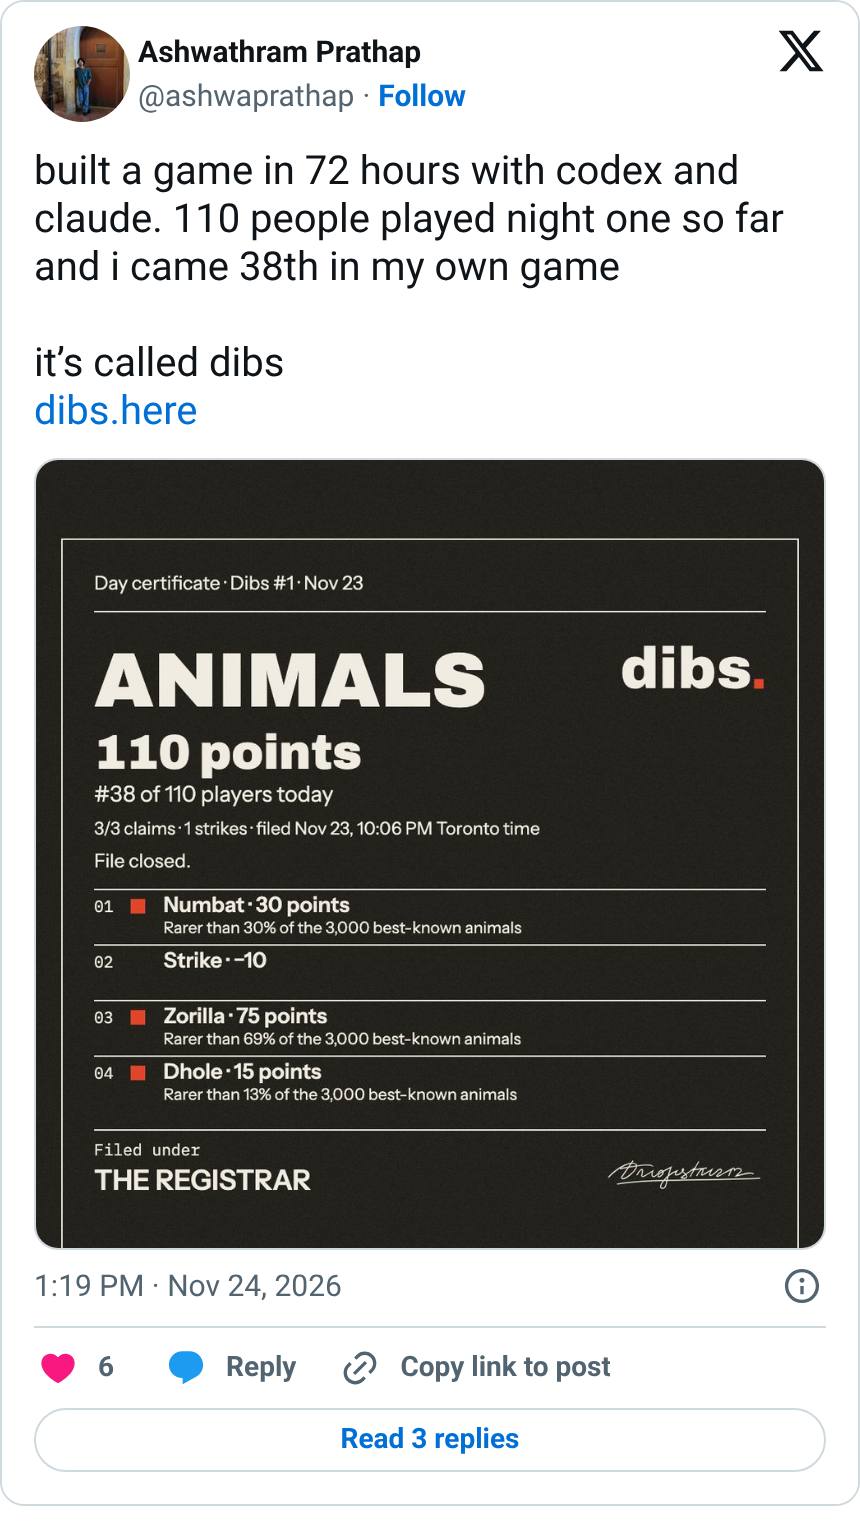 Ashwathram Prathap
@ashwaprathap · Follow
built a game in 72 hours with codex and
claude. 110 people played night one so far
and i came 38th in my own game
it’s called dibs
dibs.here
Day certificate · Dibs #1 · Nov 23
ANIMALS
dibs.
110 points
#38 of 110 players today
3/3 claims · 1 strikes · filed Nov 23, 10:06 PM Toronto time
File closed.
01 Numbat · 30 points
Rarer than 30% of the 3,000 best-known animals
02 Strike · −10
03 Zorilla · 75 points
Rarer than 69% of the 3,000 best-known animals
04 Dhole · 15 points
Rarer than 13% of the 3,000 best-known animals
Filed under
THE REGISTRAR
1:19 PM · Nov 24, 2026
6 Reply Copy link to post
Read 3 replies